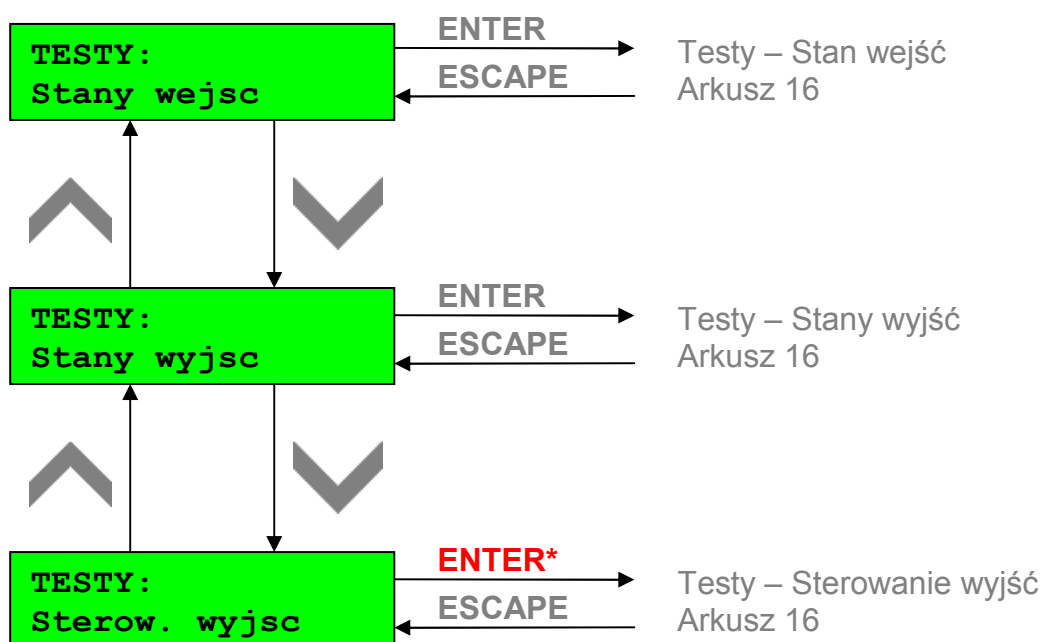 TESTY:
Stany wejsc
ENTER
ESCAPE
Testy – Stan wejść
Arkusz 16
TESTY:
Stany wyjsc
ENTER
ESCAPE
Testy – Stany wyjść
Arkusz 16
TESTY:
Sterow. wyjsc
ENTER*
ESCAPE
Testy – Sterowanie wyjść
Arkusz 16